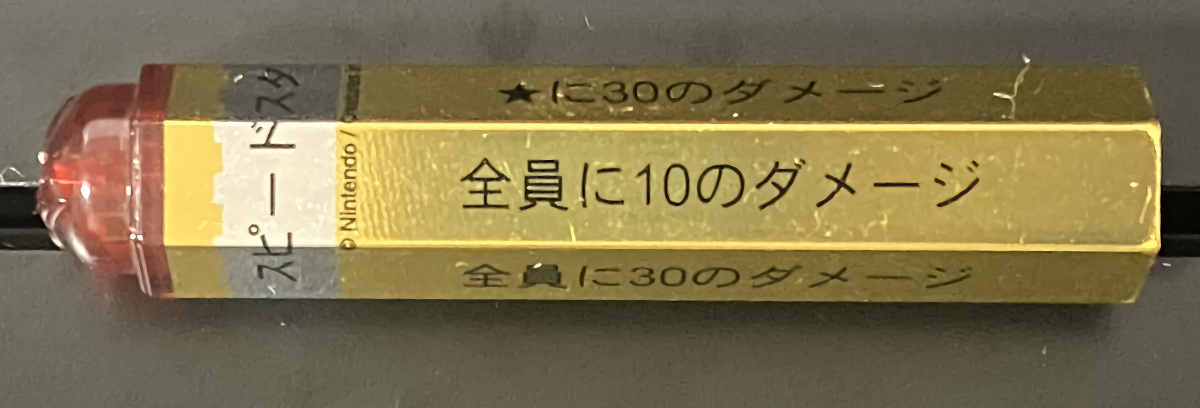 ★に30のダメージ
全員に10のダメージ
全員に30のダメージ
スピードスタ
© Nintendo /